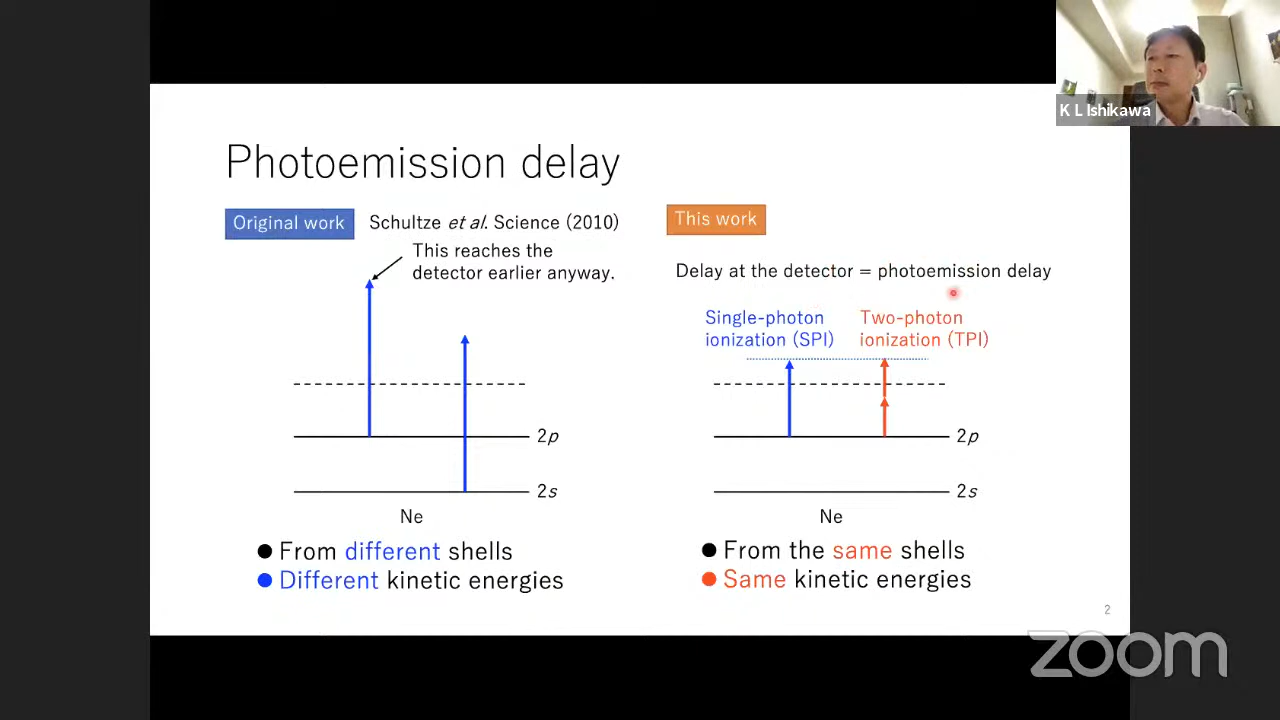 K L Ishikawa
Photoemission delay
Original work
Schultze et al. Science (2010)
This reaches the
detector earlier anyway.
2p
2s
Ne
● From different shells
● Different kinetic energies
This work
Delay at the detector = photoemission delay
Single-photon
ionization (SPI)
Two-photon
ionization (TPI)
2p
2s
Ne
● From the same shells
● Same kinetic energies
2
zoom